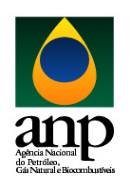 anp
Agência Nacional
do Petróleo,
Gás Natural e Biocombustíveis